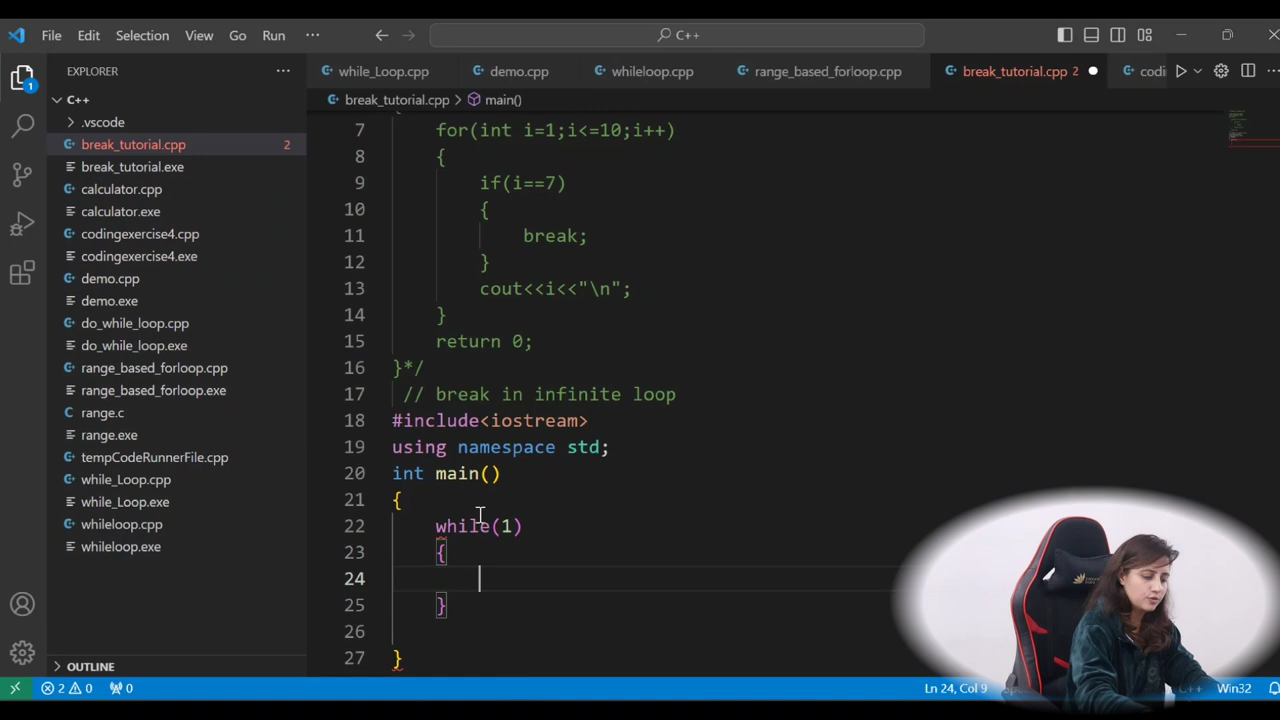 File Edit Selection View Go Run ... C++
EXPLORER ...
while_Loop.cpp demo.cpp whileloop.cpp range_based_forloop.cpp break_tutorial.cpp 2 codi ...
break_tutorial.cpp > main()
C++
.vscode
break_tutorial.cpp 2
break_tutorial.exe
calculator.cpp
calculator.exe
codingexercise4.cpp
codingexercise4.exe
demo.cpp
demo.exe
do_while_loop.cpp
do_while_loop.exe
range_based_forloop.cpp
range_based_forloop.exe
range.c
range.exe
tempCodeRunnerFile.cpp
while_Loop.cpp
while_Loop.exe
whileloop.cpp
whileloop.exe
OUTLINE
1
7 for(int i=1;i<=10;i++)
8 {
9 if(i==7)
10 {
11 break;
12 }
13 cout<<i<<"\n";
14 }
15 return 0;
16 }*/
17 // break in infinite loop
18 #include<iostream>
19 using namespace std;
20 int main()
21 {
22 while(1)
23 {
24
25 }
26
27 }
2 0 0 Ln 24, Col 9 Win32